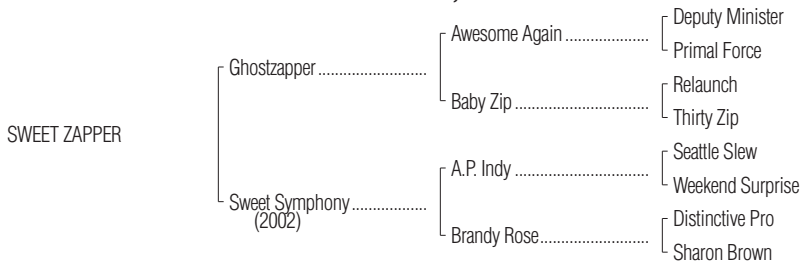 Deputy Minister
Awesome Again ....................
Primal Force
Ghostzapper ..........................
Relaunch
Baby Zip ................................
Thirty Zip
SWEET ZAPPER
Seattle Slew
A.P. Indy ................................
Weekend Surprise
Sweet Symphony ..................
(2002)
Distinctive Pro
Brandy Rose..........................
Sharon Brown